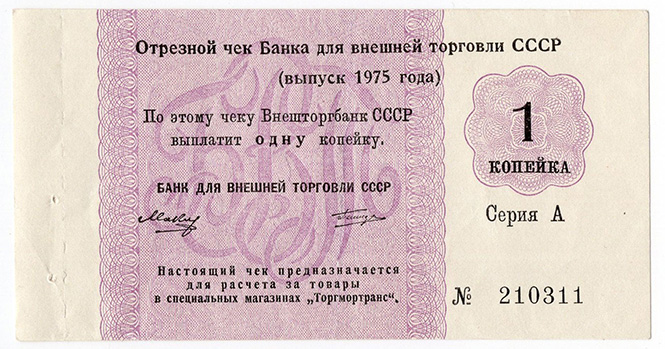 Отрезной чек Банка для внешней торговли СССР
(выпуск 1975 года)
По этому чеку Внешторгбанк СССР
выплатит одну копейку.
1
КОПЕЙКА
БАНК ДЛЯ ВНЕШНЕЙ ТОРГОВЛИ СССР
Серия А
Настоящий чек предназначается
для расчета за товары
в специальных магазинах „Торгмортранс“.
№ 210311